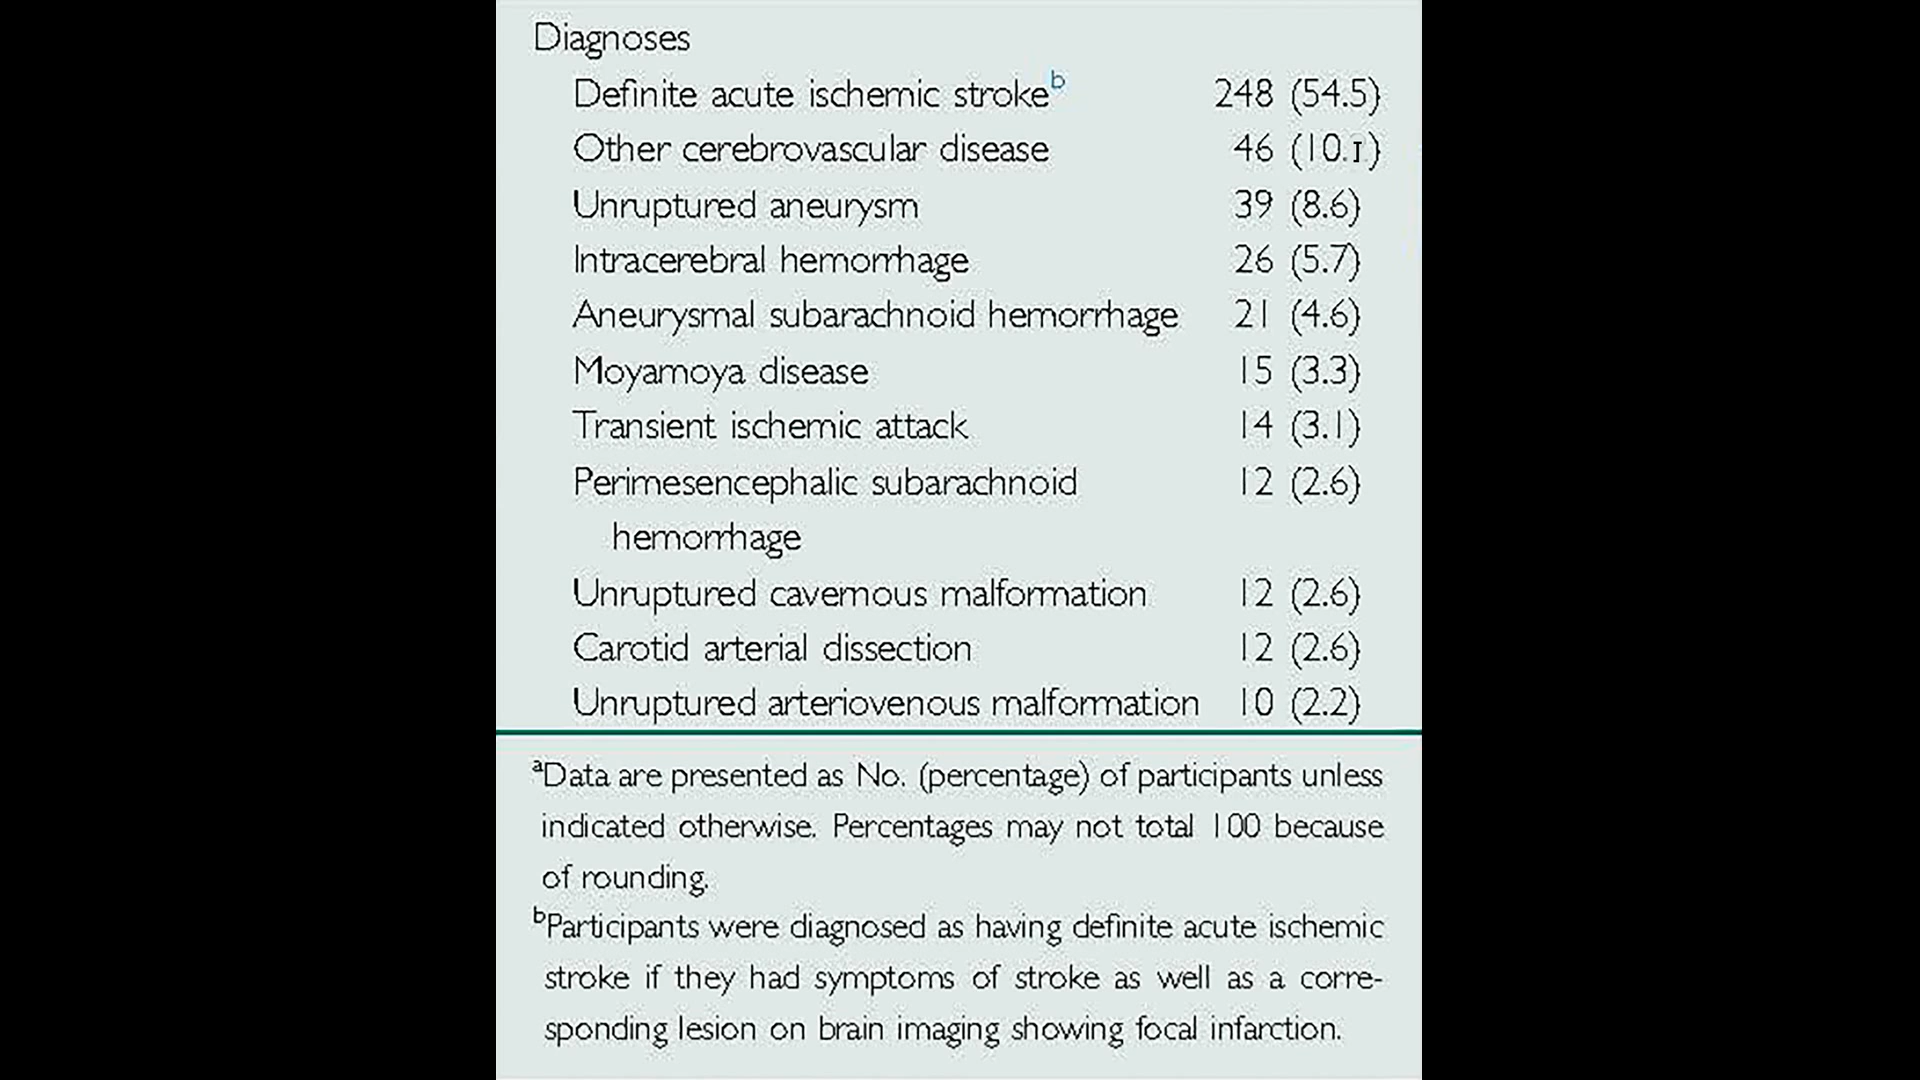 Diagnoses
Definite acute ischemic stroke^b 248 (54.5)
Other cerebrovascular disease 46 (10.1)
Unruptured aneurysm 39 (8.6)
Intracerebral hemorrhage 26 (5.7)
Aneurysmal subarachnoid hemorrhage 21 (4.6)
Moyamoya disease 15 (3.3)
Transient ischemic attack 14 (3.1)
Perimesencephalic subarachnoid 12 (2.6)
hemorrhage
Unruptured cavernous malformation 12 (2.6)
Carotid arterial dissection 12 (2.6)
Unruptured arteriovenous malformation 10 (2.2)
^aData are presented as No. (percentage) of participants unless
indicated otherwise. Percentages may not total 100 because
of rounding.
^bParticipants were diagnosed as having definite acute ischemic
stroke if they had symptoms of stroke as well as a corre-
sponding lesion on brain imaging showing focal infarction.